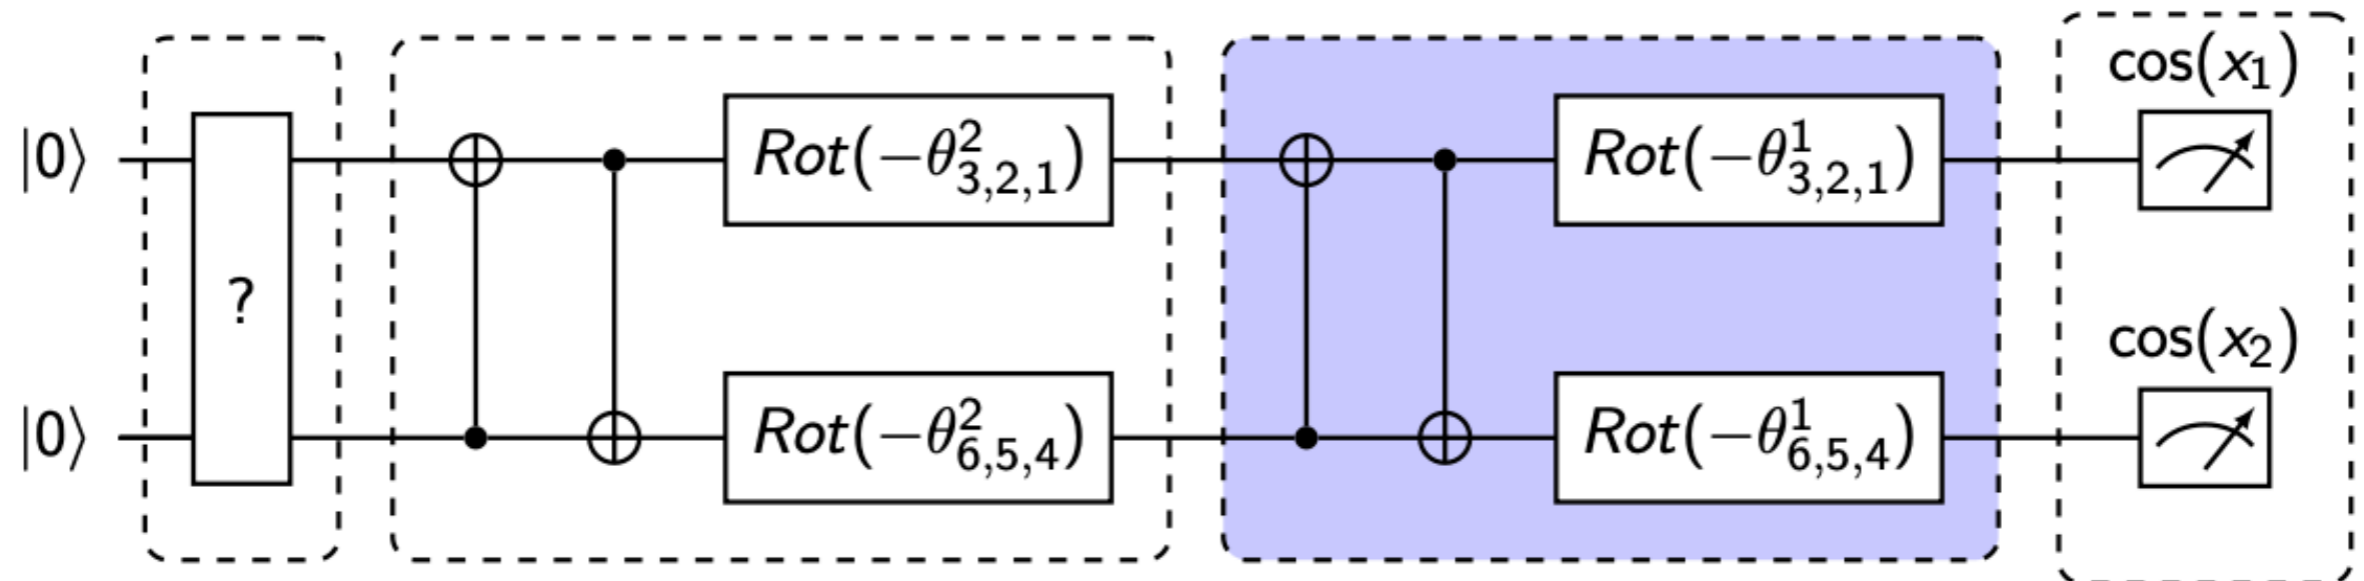 cos(x₁)
|0⟩ Rot(−θ²₃,₂,₁) Rot(−θ¹₃,₂,₁)
?
cos(x₂)
|0⟩ Rot(−θ²₆,₅,₄) Rot(−θ¹₆,₅,₄)